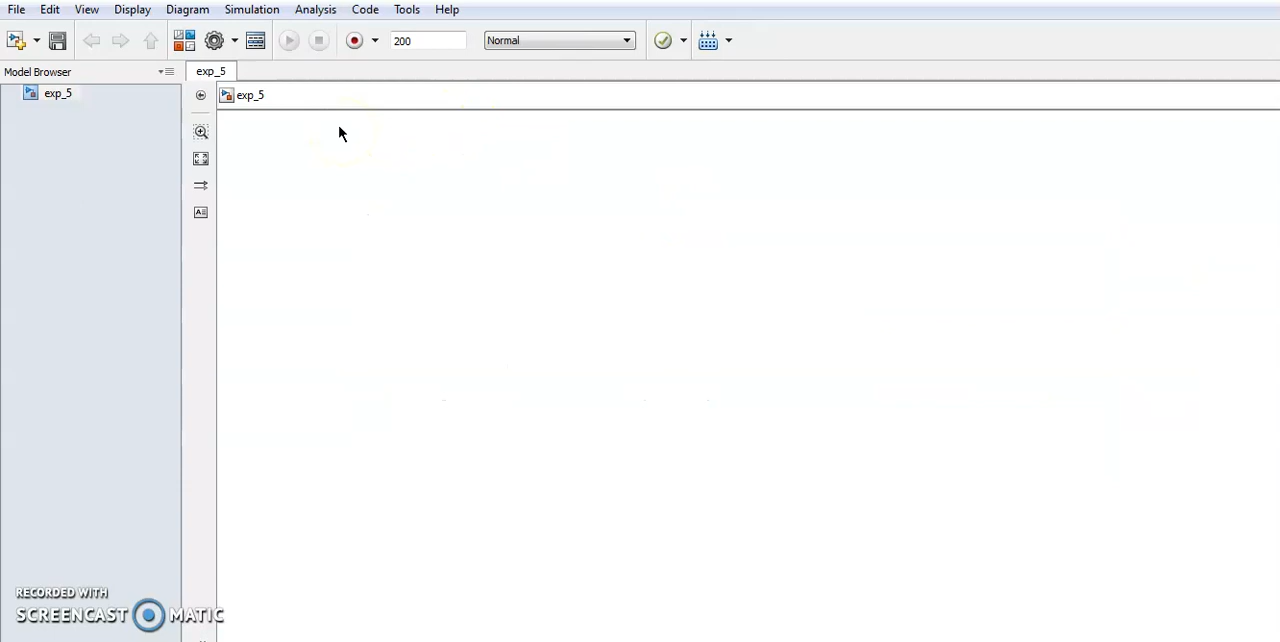 File Edit View Display Diagram Simulation Analysis Code Tools Help
200 Normal
Model Browser exp_5
exp_5 exp_5
RECORDED WITH
SCREENCAST MATIC